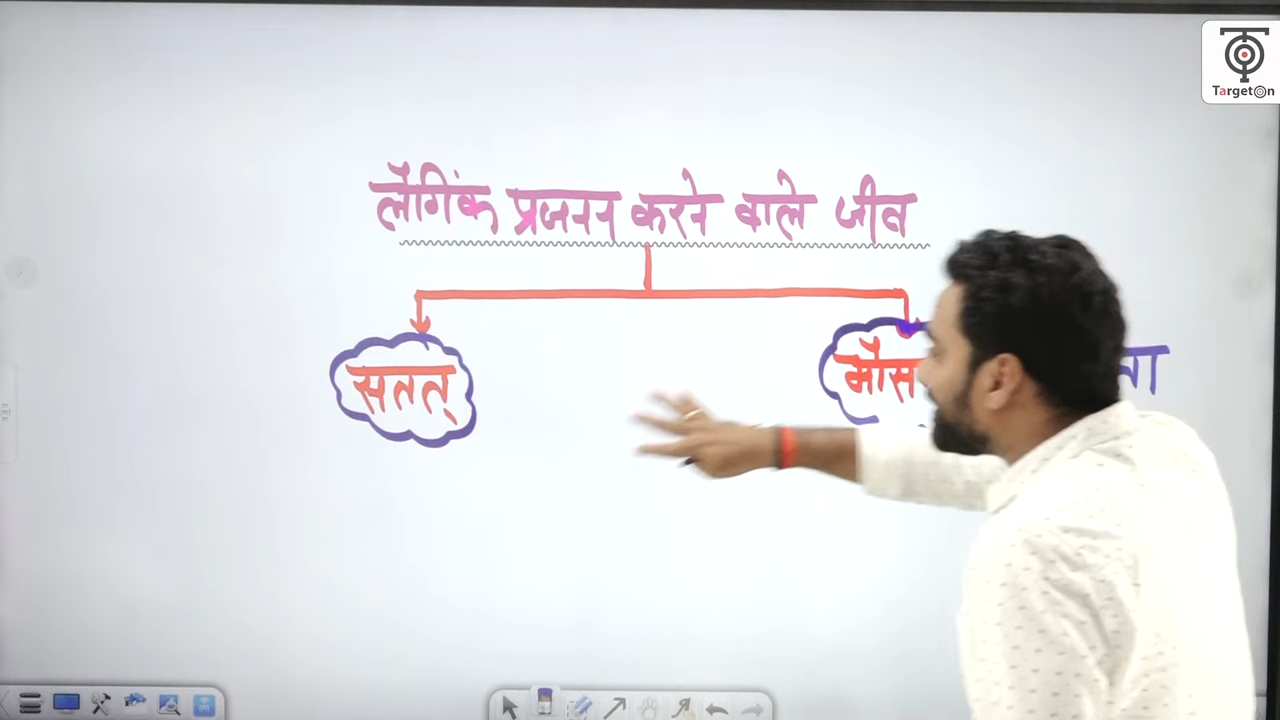 TargetOn
लैगिंक प्रजनन करने वाले जीव
सतत्